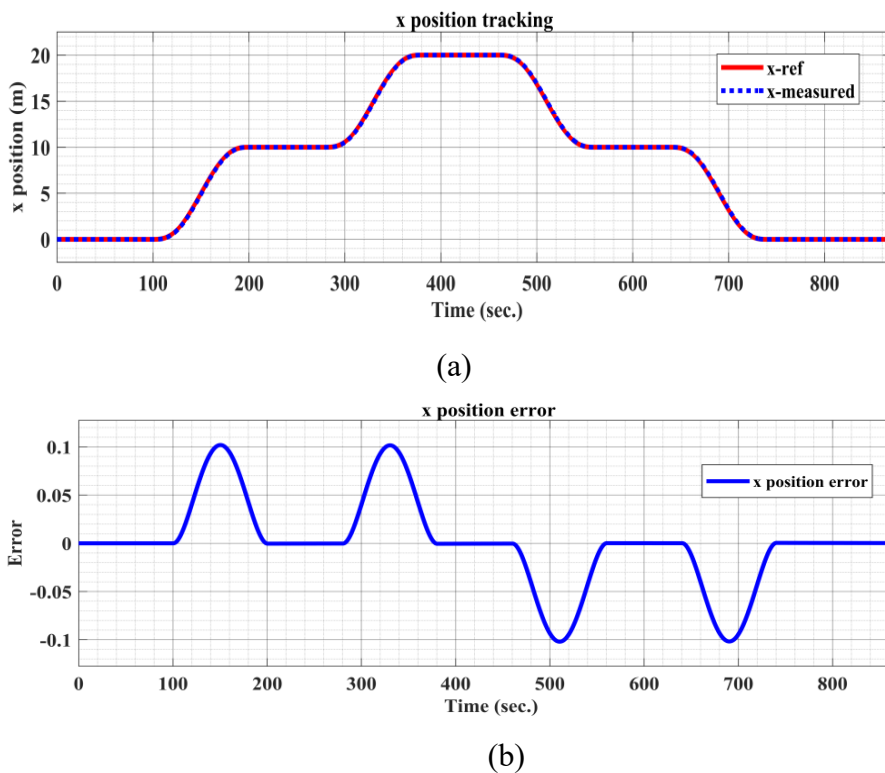 x position tracking
x position (m)
20
15
10
5
0
x-ref
x-measured
0 100 200 300 400 500 600 700 800
Time (sec.)
(a)
x position error
Error
0.1
0.05
0
-0.05
-0.1
x position error
0 100 200 300 400 500 600 700 800
Time (sec.)
(b)